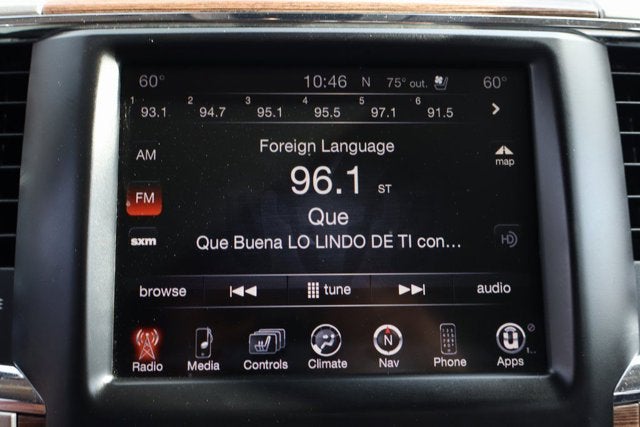 60° 10:46 N 75° out. 60°
1 93.1 2 94.7 3 95.1 4 95.5 5 97.1 6 91.5
Foreign Language
AM
map
96.1 ST
FM
Que
sxm
Que Buena LO LINDO DE TI con...
HD
browse tune audio
N
Radio Media Controls Climate Nav Phone Apps